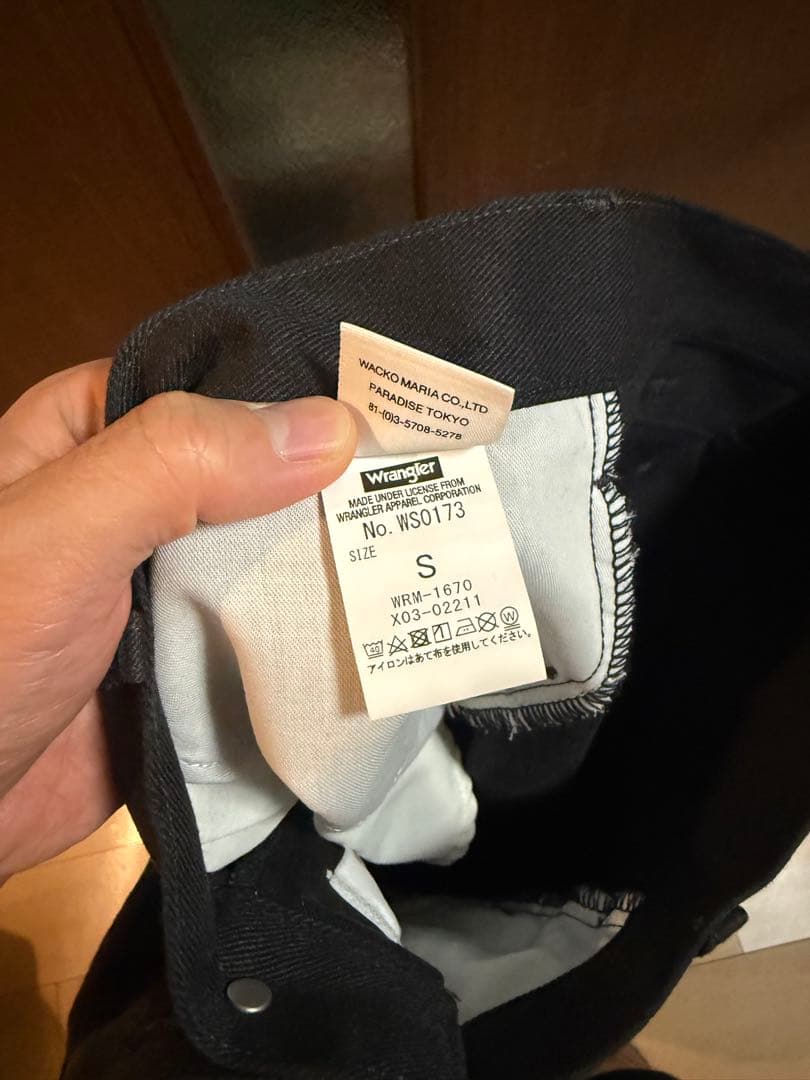 WACKO MARIA CO.,LTD
PARADISE TOKYO
81-(0)3-5708-5278
Wrangler
MADE UNDER LICENSE FROM
WRANGLER APPAREL CORPORATION
No. WS0173
SIZE
S
WRM-1670
X03-02211
40 W
アイロンはあて布を使用してください。